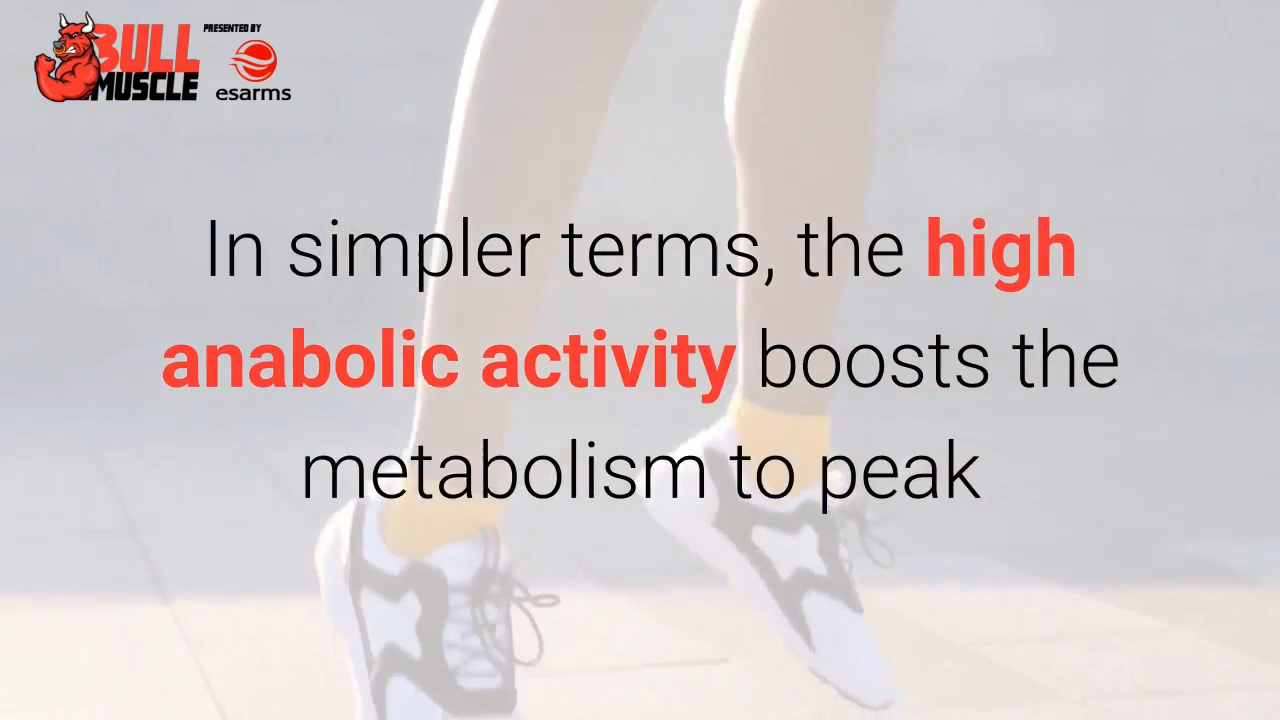 BULL
MUSCLE
PRESENTED BY
esarms
In simpler terms, the high
anabolic activity boosts the
metabolism to peak